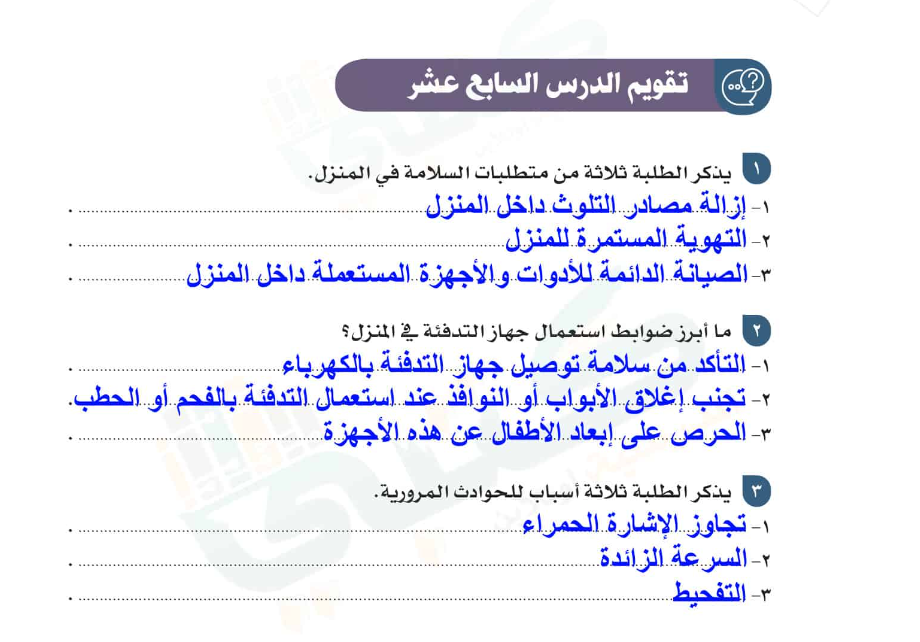 تقويم الدرس السابع عشر
١ يذكر الطلبة ثلاثة من متطلبات السلامة في المنزل.
١- إزالة مصادر التلوث داخل المنزل .
٢- التهوية المستمرة للمنزل .
٣- الصيانة الدائمة للأدوات والأجهزة المستعملة داخل المنزل .
٢ ما أبرز ضوابط استعمال جهاز التدفئة في المنزل؟
١- التأكد من سلامة توصيل جهاز التدفئة بالكهرباء .
٢- تجنب إغلاق الأبواب أو النوافذ عند استعمال التدفئة بالفحم أو الحطب.
٣- الحرص على إبعاد الأطفال عن هذه الأجهزة .
٣ يذكر الطلبة ثلاثة أسباب للحوادث المرورية.
١- تجاوز الإشارة الحمراء .
٢- السرعة الزائدة .
٣- التفحيط .